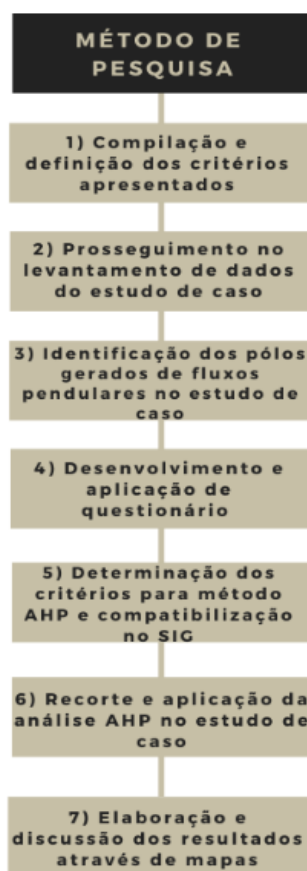 MÉTODO DE
PESQUISA
1) Compilação e
definição dos critérios
apresentados
2) Prosseguimento no
levantamento de dados
do estudo de caso
3) Identificação dos pólos
gerados de fluxos
pendulares no estudo de
caso
4) Desenvolvimento e
aplicação de
questionário
5) Determinação dos
critérios para método
AHP e compatibilização
no SIG
6) Recorte e aplicação da
análise AHP no estudo de
caso
7) Elaboração e
discussão dos resultados
através de mapas